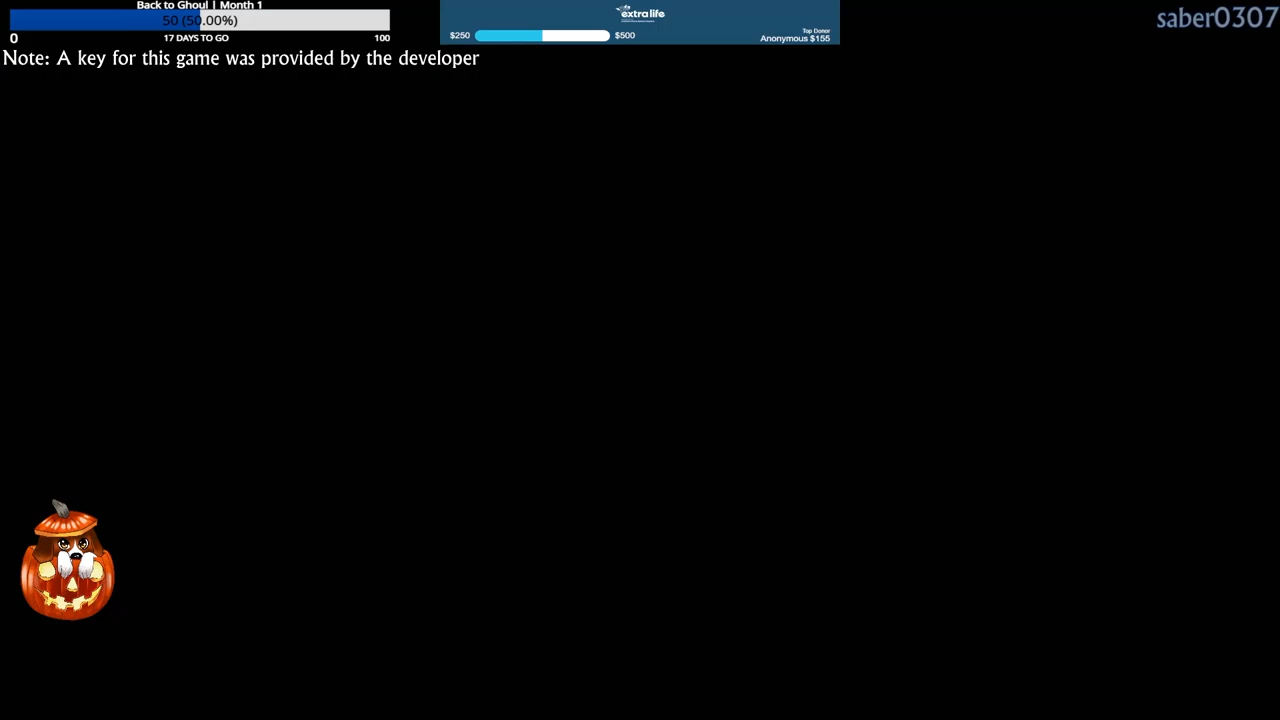 Back to Ghoul | Month 1
50 (50.00%)
0
17 DAYS TO GO
100
extra life
$250
$500
Top Donor
Anonymous $155
saber0307
Note: A key for this game was provided by the developer